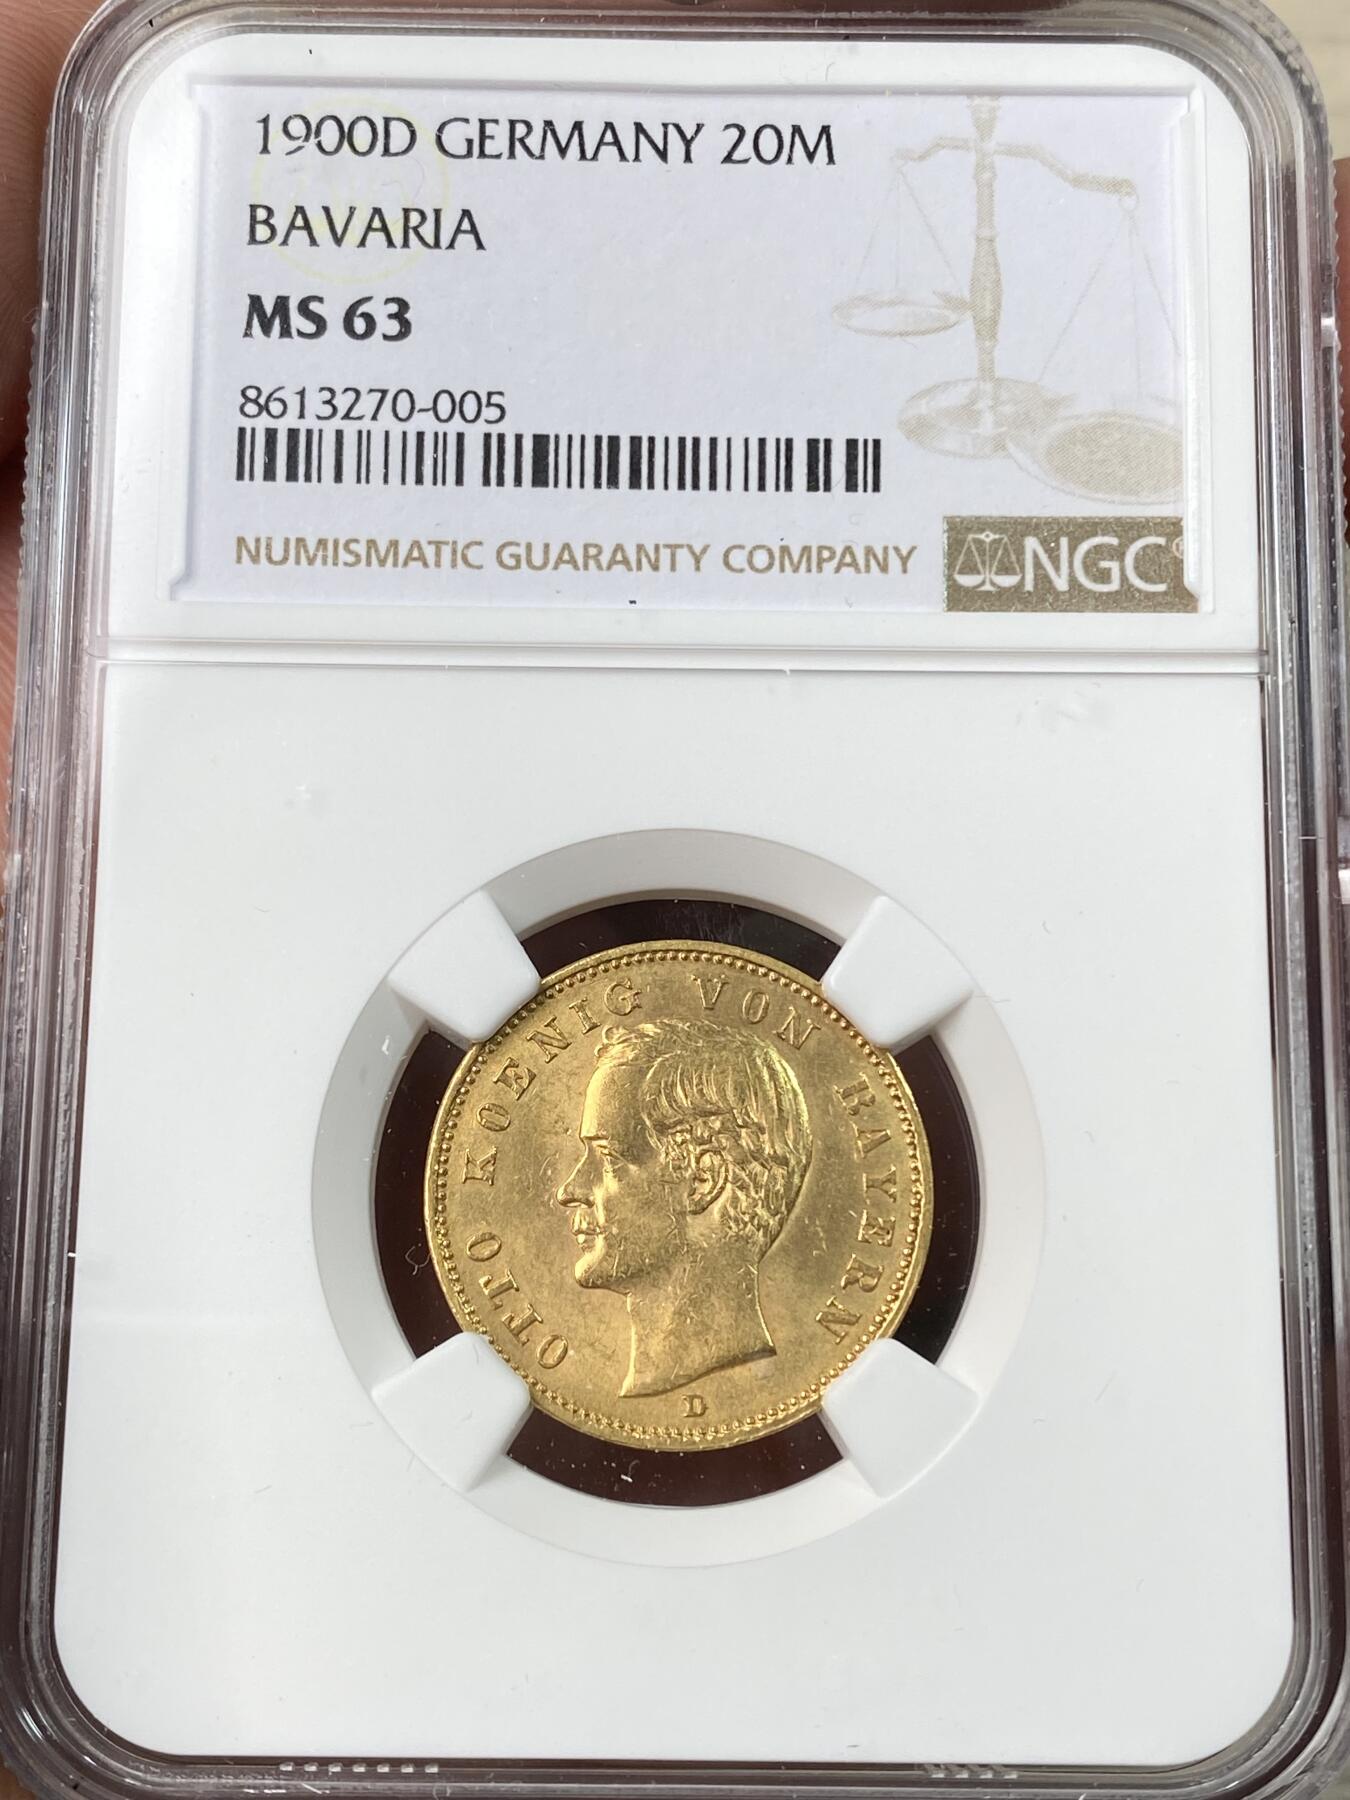 1900D GERMANY 20M
BAVARIA
MS 63
8613270-005
NUMISMATIC GUARANTY COMPANY
NGC
OTTO KOENIG VON BAYERN
D